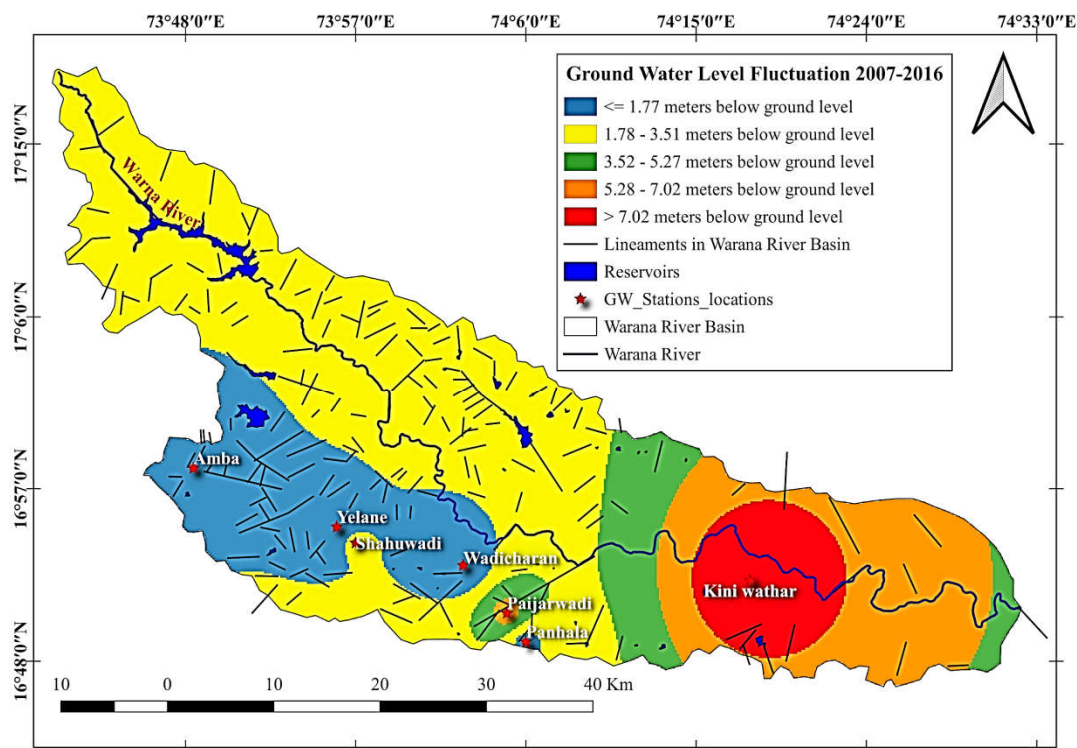 73°48'0"E 73°57'0"E 74°6'0"E 74°15'0"E 74°24'0"E 74°33'0"E
Ground Water Level Fluctuation 2007-2016
<= 1.77 meters below ground level
1.78 - 3.51 meters below ground level
3.52 - 5.27 meters below ground level
5.28 - 7.02 meters below ground level
> 7.02 meters below ground level
Lineaments in Warana River Basin
Reservoirs
GW_Stations_locations
Warana River Basin
Warana River
17°15'0"N
17°6'0"N
16°57'0"N
16°48'0"N
Warna River
Amba
Yelane
Shahuwadi
Wadicharan
Paijarwadi
Panhala
Kini wathar
10 0 10 20 30 40 Km